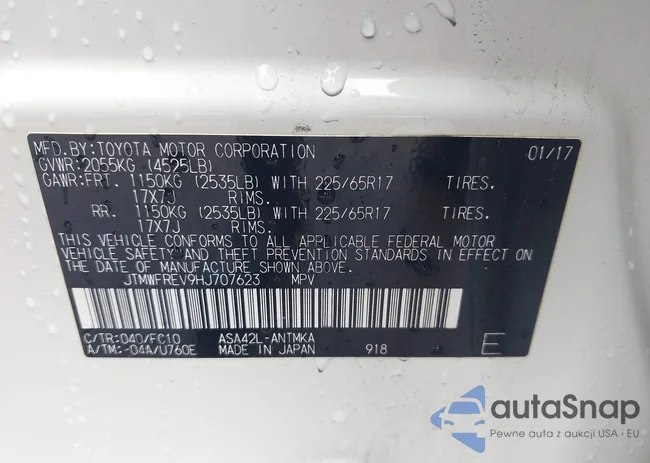 MFD.BY:TOYOTA MOTOR CORPORATION 01/17
GVWR:2055KG (4525LB)
GAWR:FRT. 1150KG (2535LB) WITH 225/65R17 TIRES.
17X7J RIMS.
RR. 1150KG (2535LB) WITH 225/65R17 TIRES.
17X7J RIMS.
THIS VEHICLE CONFORMS TO ALL APPLICABLE FEDERAL MOTOR
VEHICLE SAFETY AND THEFT PREVENTION STANDARDS IN EFFECT ON
THE DATE OF MANUFACTURE SHOWN ABOVE.
JTMWFREV9HJ707623 MPV
C/TR:040/FC10 ASA42L-ANTMKA
A/TM:-04A/U760E MADE IN JAPAN 918 E
autaSnap
Pewne auta z aukcji USA · EU